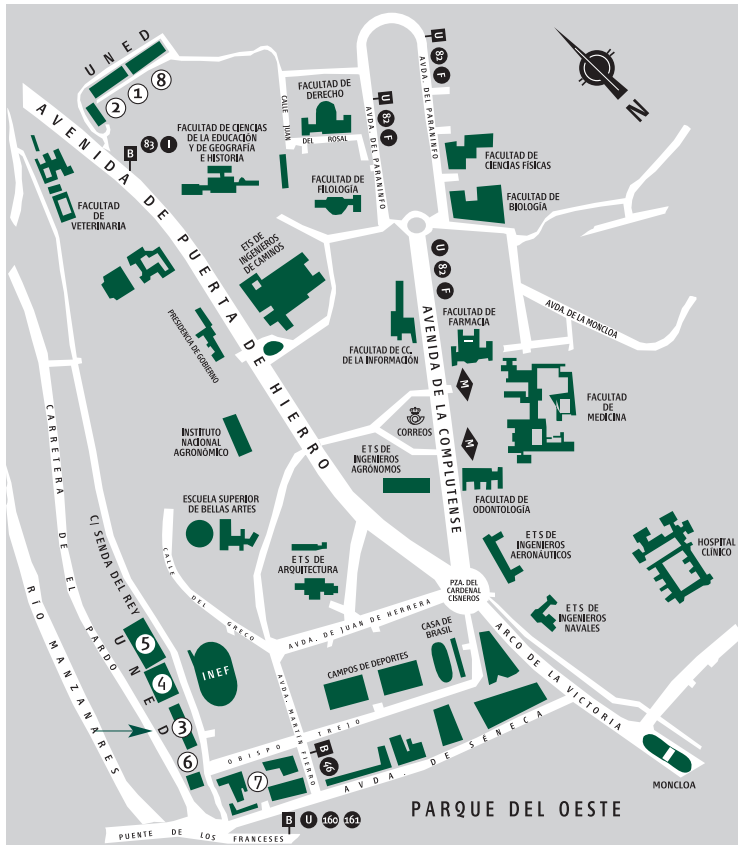 U N E D
2
1
8
AVENIDA DE PUERTA DE HIERRO
B 83 I
FACULTAD DE CIENCIAS
DE LA EDUCACIÓN
Y DE GEOGRAFÍA
E HISTORIA
CALLE JUAN
DEL ROSAL
FACULTAD DE
DERECHO
FACULTAD DE
FILOLOGÍA
U 82 F
AVDA. DEL PARANINFO
U 82 F
AVDA. DEL PARANINFO
N
FACULTAD DE
CIENCIAS FÍSICAS
FACULTAD DE
BIOLOGÍA
FACULTAD
DE
VETERINARIA
ETS DE
INGENIEROS
DE CAMINOS
PRESIDENCIA DE GOBIERNO
U 82 F
AVENIDA DE LA COMPLUTENSE
AVDA. DE LA MONCLOA
FACULTAD DE
FARMACIA
FACULTAD DE CC.
DE LA INFORMACIÓN
M
FACULTAD
DE
MEDICINA
CORREOS
M
INSTITUTO
NACIONAL
AGRONÓMICO
E T S DE
INGENIEROS
AGRÓNOMOS
FACULTAD DE
ODONTOLOGÍA
ESCUELA SUPERIOR
DE BELLAS ARTES
E T S DE
ARQUITECTURA
E T S DE
INGENIEROS
AERONÁUTICOS
HOSPITAL
CLÍNICO
CARRETERA DE EL PARDO
C/ SENDA DEL REY
RÍO MANZANARES
CALLE DEL GRECO
PZA. DEL
CARDENAL
CISNEROS
E T S DE
INGENIEROS
NAVALES
AVDA. DE JUAN DE HERRERA
ARCO DE LA VICTORIA
CASA DE
BRASIL
CAMPOS DE DEPORTES
INEF
U N E D
5
4
3
6
AVDA. MARTIN FIERRO
OBISPO TREJO
B 46
7
AVDA. DE SÉNECA
MONCLOA
PARQUE DEL OESTE
B U 160 161
PUENTE DE LOS FRANCESES